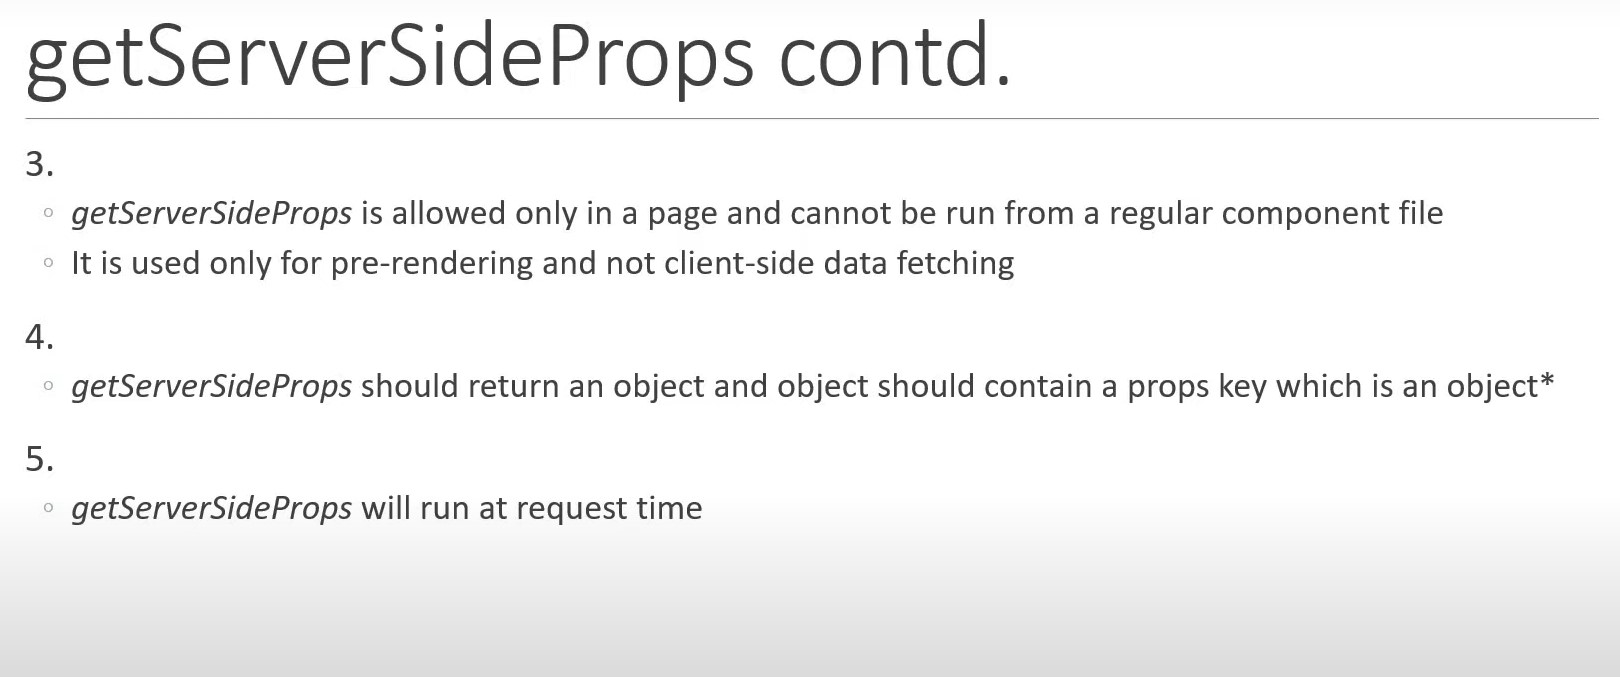 getServerSideProps contd.
3.
◦ getServerSideProps is allowed only in a page and cannot be run from a regular component file
◦ It is used only for pre-rendering and not client-side data fetching
4.
◦ getServerSideProps should return an object and object should contain a props key which is an object*
5.
◦ getServerSideProps will run at request time